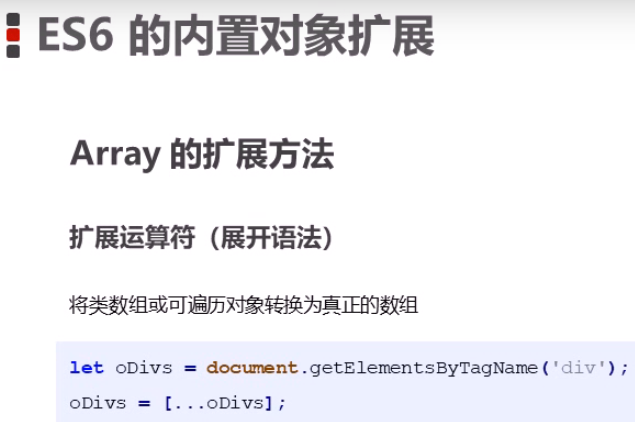 ES6 的内置对象扩展
Array 的扩展方法
扩展运算符（展开语法）
将类数组或可遍历对象转换为真正的数组
let oDivs = document.getElementsByTagName('div');
oDivs = [...oDivs];